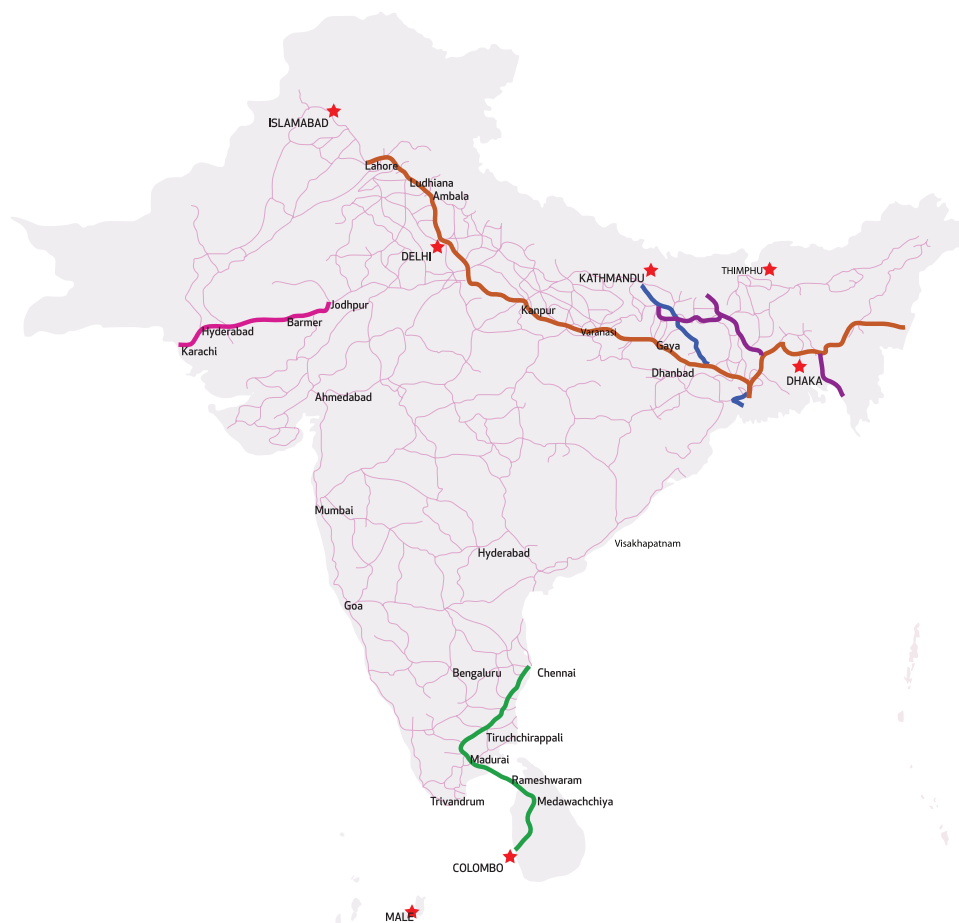 ISLAMABAD
Lahore
Ludhiana
Ambala
DELHI
KATHMANDU
THIMPHU
Jodhpur
Kanpur
Barmer
Hyderabad
Varanasi
Karachi
Gaya
Dhanbad
DHAKA
Ahmedabad
Mumbai
Visakhapatnam
Hyderabad
Goa
Bengaluru
Chennai
Tiruchchirappali
Madurai
Rameshwaram
Trivandrum
Medawachchiya
COLOMBO
MALE